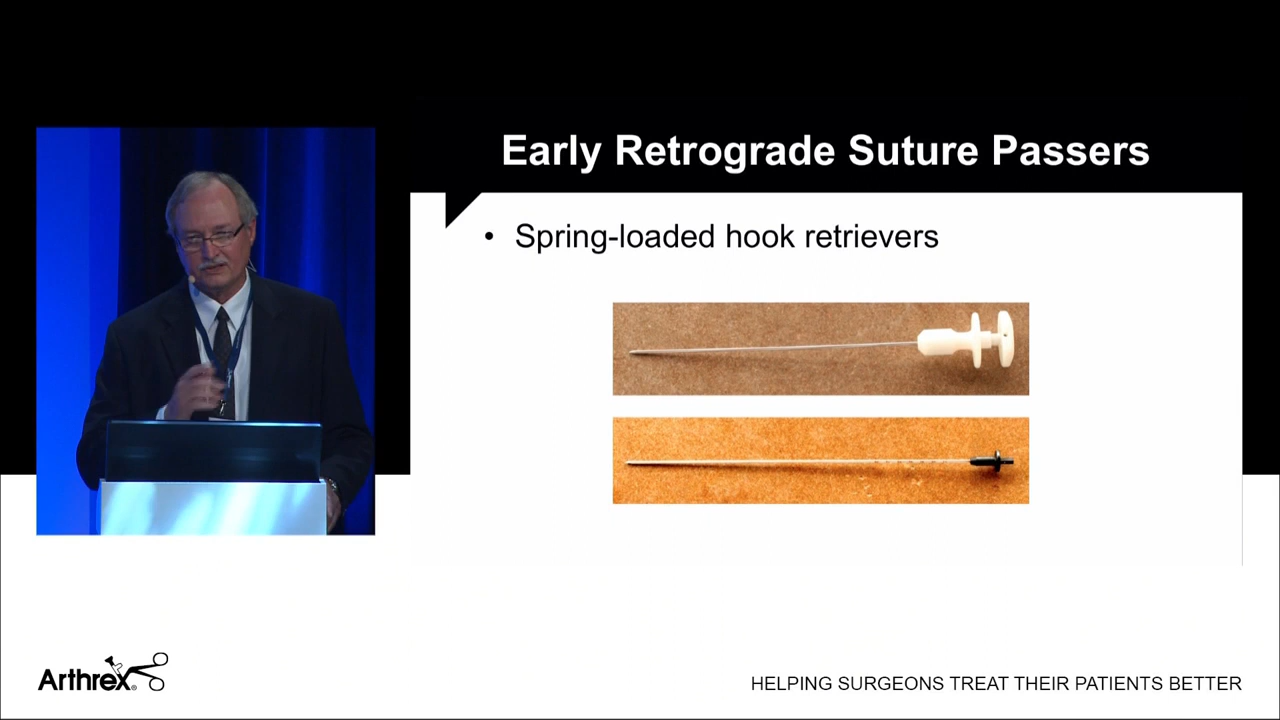 Early Retrograde Suture Passers
• Spring-loaded hook retrievers
Arthrex®
HELPING SURGEONS TREAT THEIR PATIENTS BETTER